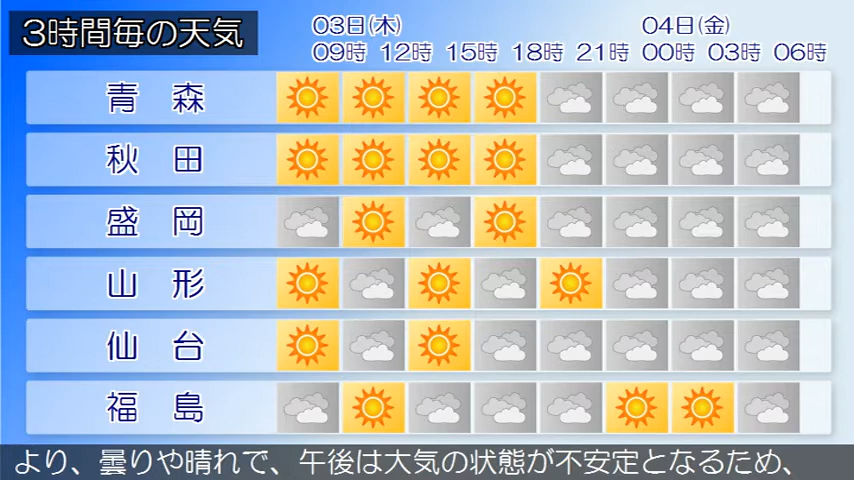 3時間毎の天気
03日(木) 04日(金)
09時 12時 15時 18時 21時 00時 03時 06時
青森
秋田
盛岡
山形
仙台
福島
より、曇りや晴れで、午後は大気の状態が不安定となるため、